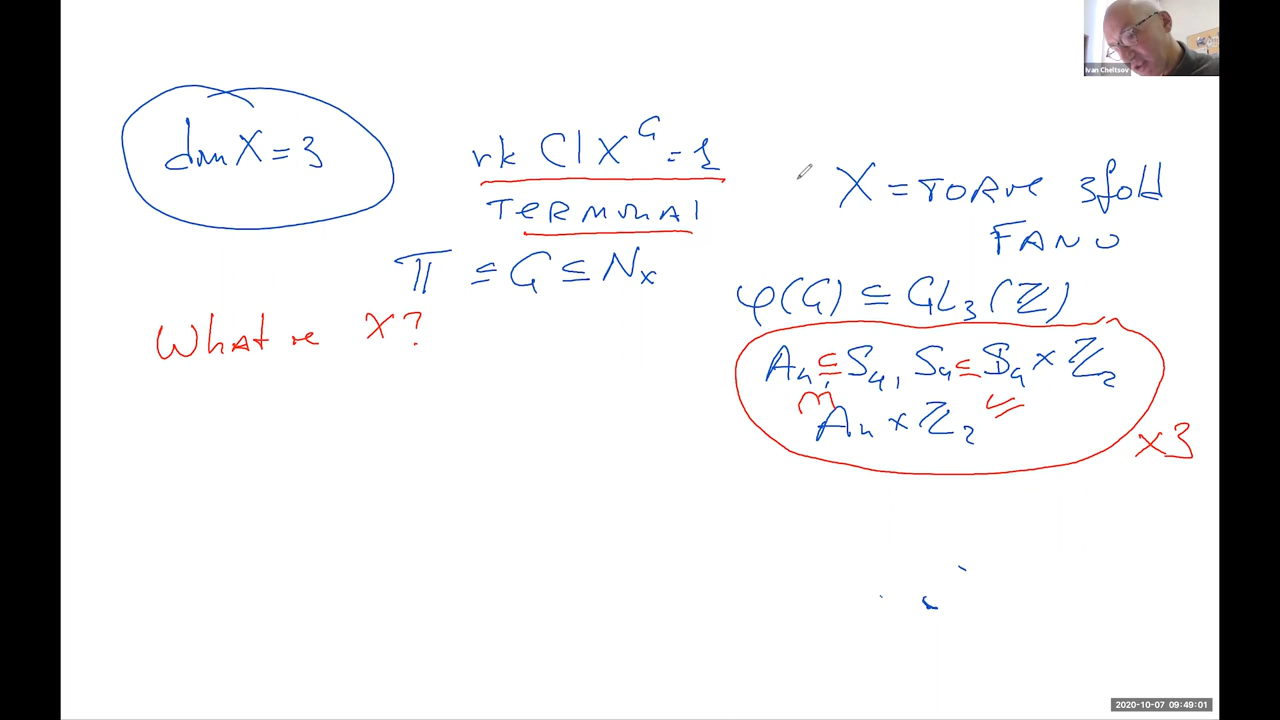 dim X = 3
rk Cl X^G = 1
TERMINAL
𝕋 ⊆ G ⊆ N_X
What is X?
X = TORIC 3fold
FANO
φ(G) ⊆ GL_3(ℤ)
A_4 ⊆ S_4, S_4 ⊆ S_4 × ℤ_2
A_4 × ℤ_2
×3
Ivan Cheltsov
2020-10-07 09:49:01